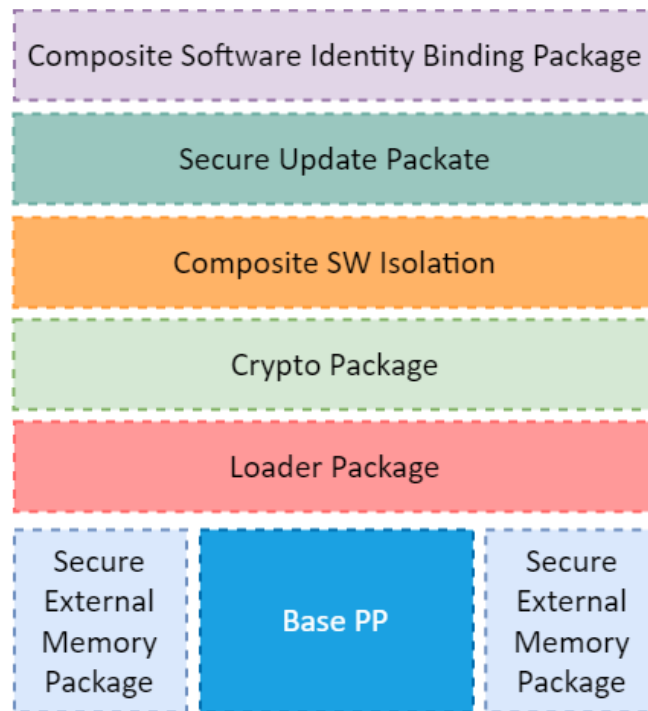 Composite Software Identity Binding Package
Secure Update Packate
Composite SW Isolation
Crypto Package
Loader Package
Secure
External
Memory
Package
Base PP
Secure
External
Memory
Package